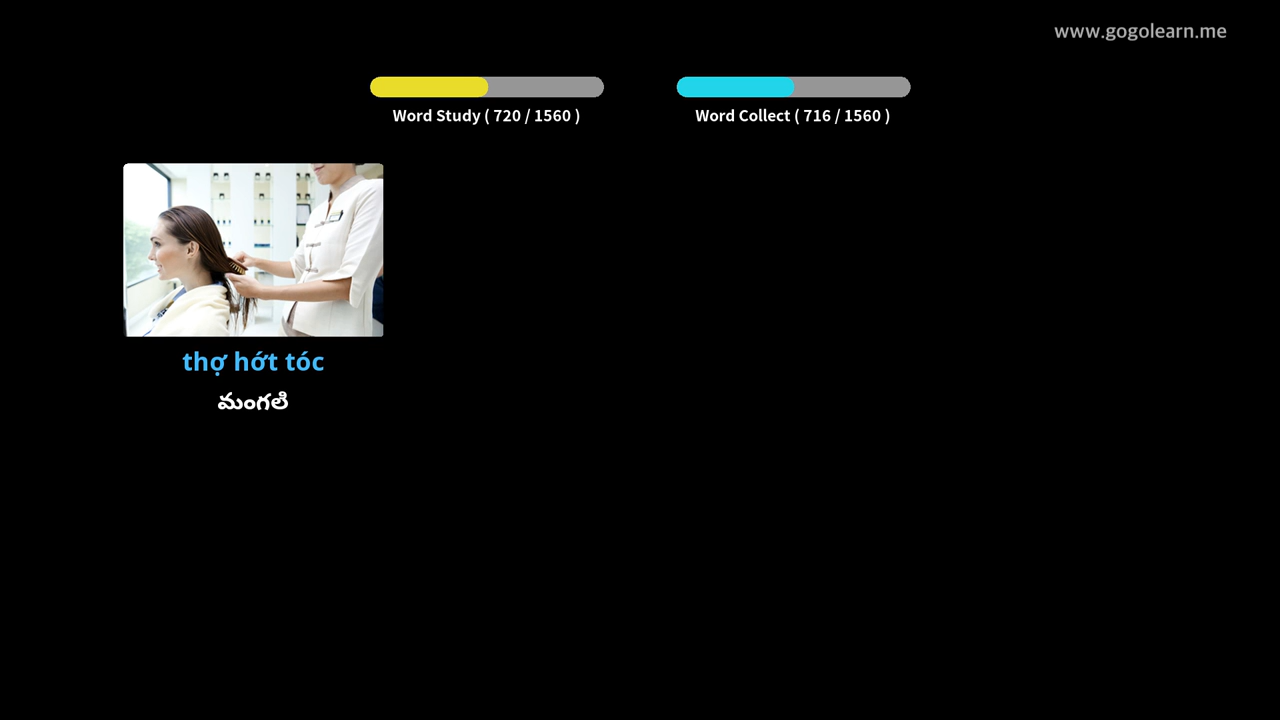 www.gogolearn.me
Word Study ( 720 / 1560 )
Word Collect ( 716 / 1560 )
thợ hớt tóc
మంగలి